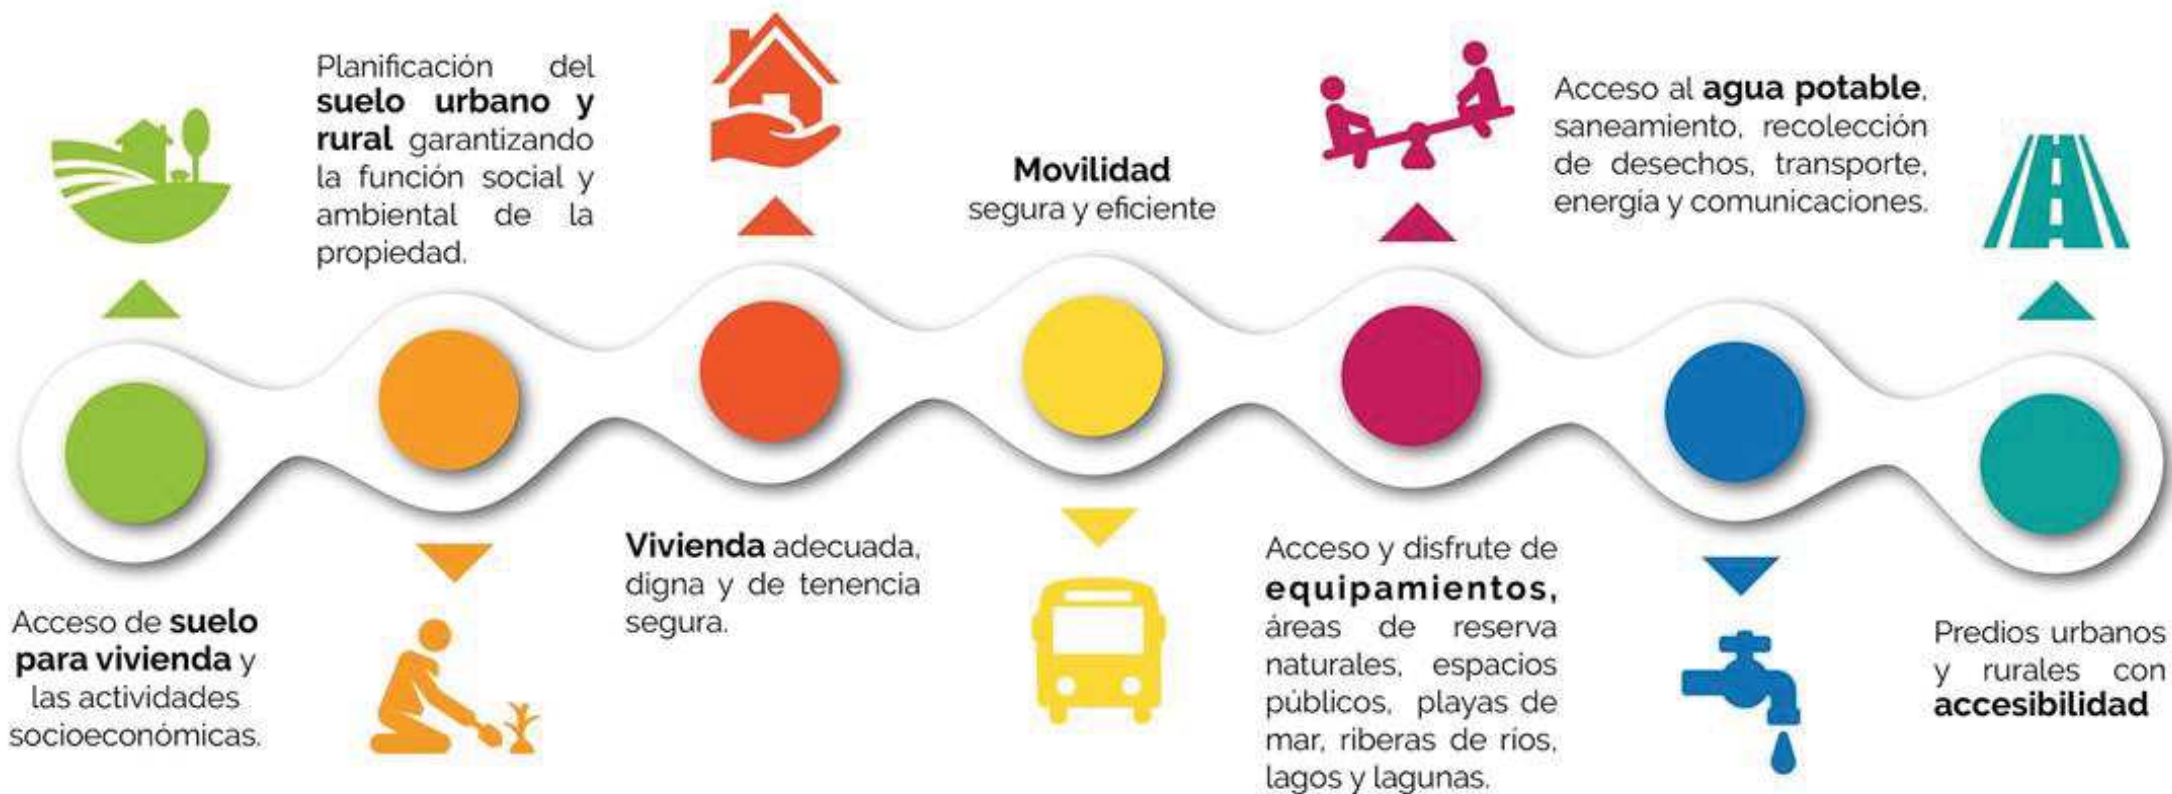 Acceso de suelo
para vivienda y
las actividades
socioeconómicas.
Planificación del
suelo urbano y
rural garantizando
la función social y
ambiental de la
propiedad.
Vivienda adecuada,
digna y de tenencia
segura.
Movilidad
segura y eficiente
Acceso y disfrute de
equipamientos,
áreas de reserva
naturales, espacios
públicos, playas de
mar, riberas de ríos,
lagos y lagunas.
Acceso al agua potable,
saneamiento, recolección
de desechos, transporte,
energía y comunicaciones.
Predios urbanos
y rurales con
accesibilidad